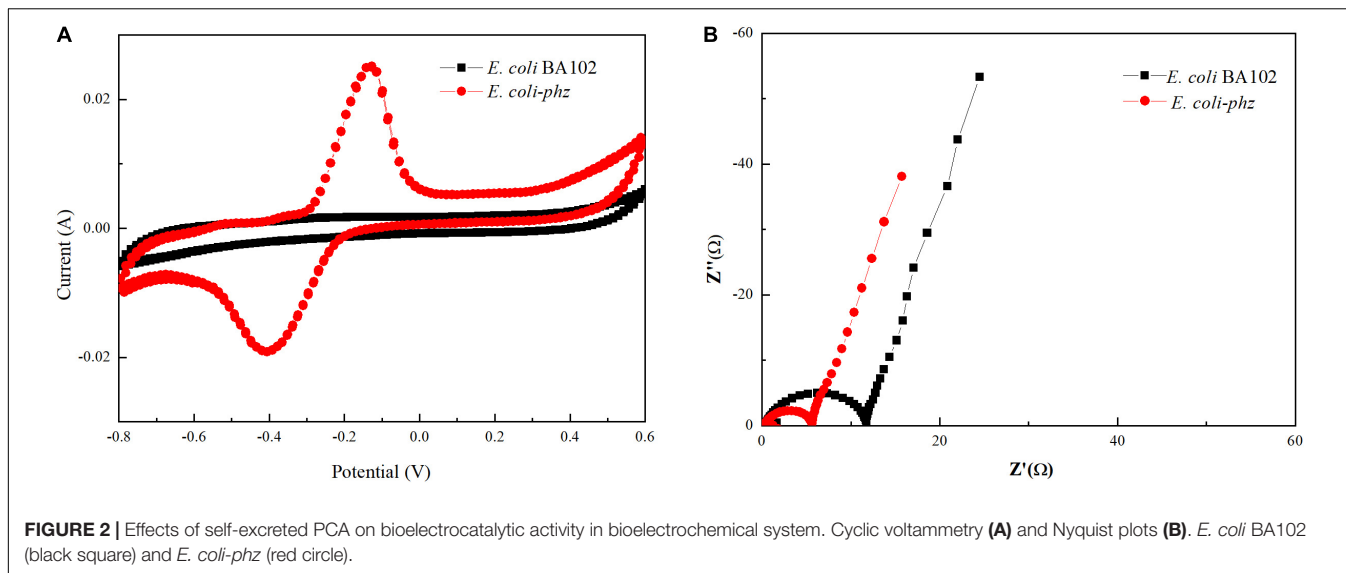 A
E. coli BA102
E. coli-phz
0.02
0.00
-0.02
Current (A)
-0.8 -0.6 -0.4 -0.2 0.0 0.2 0.4 0.6
Potential (V)
B
-60
E. coli BA102
E. coli-phz
-40
-20
0
Z''(Ω)
0 20 40 60
Z'(Ω)
FIGURE 2 | Effects of self-excreted PCA on bioelectrocatalytic activity in bioelectrochemical system. Cyclic voltammetry (A) and Nyquist plots (B). E. coli BA102
(black square) and E. coli-phz (red circle).